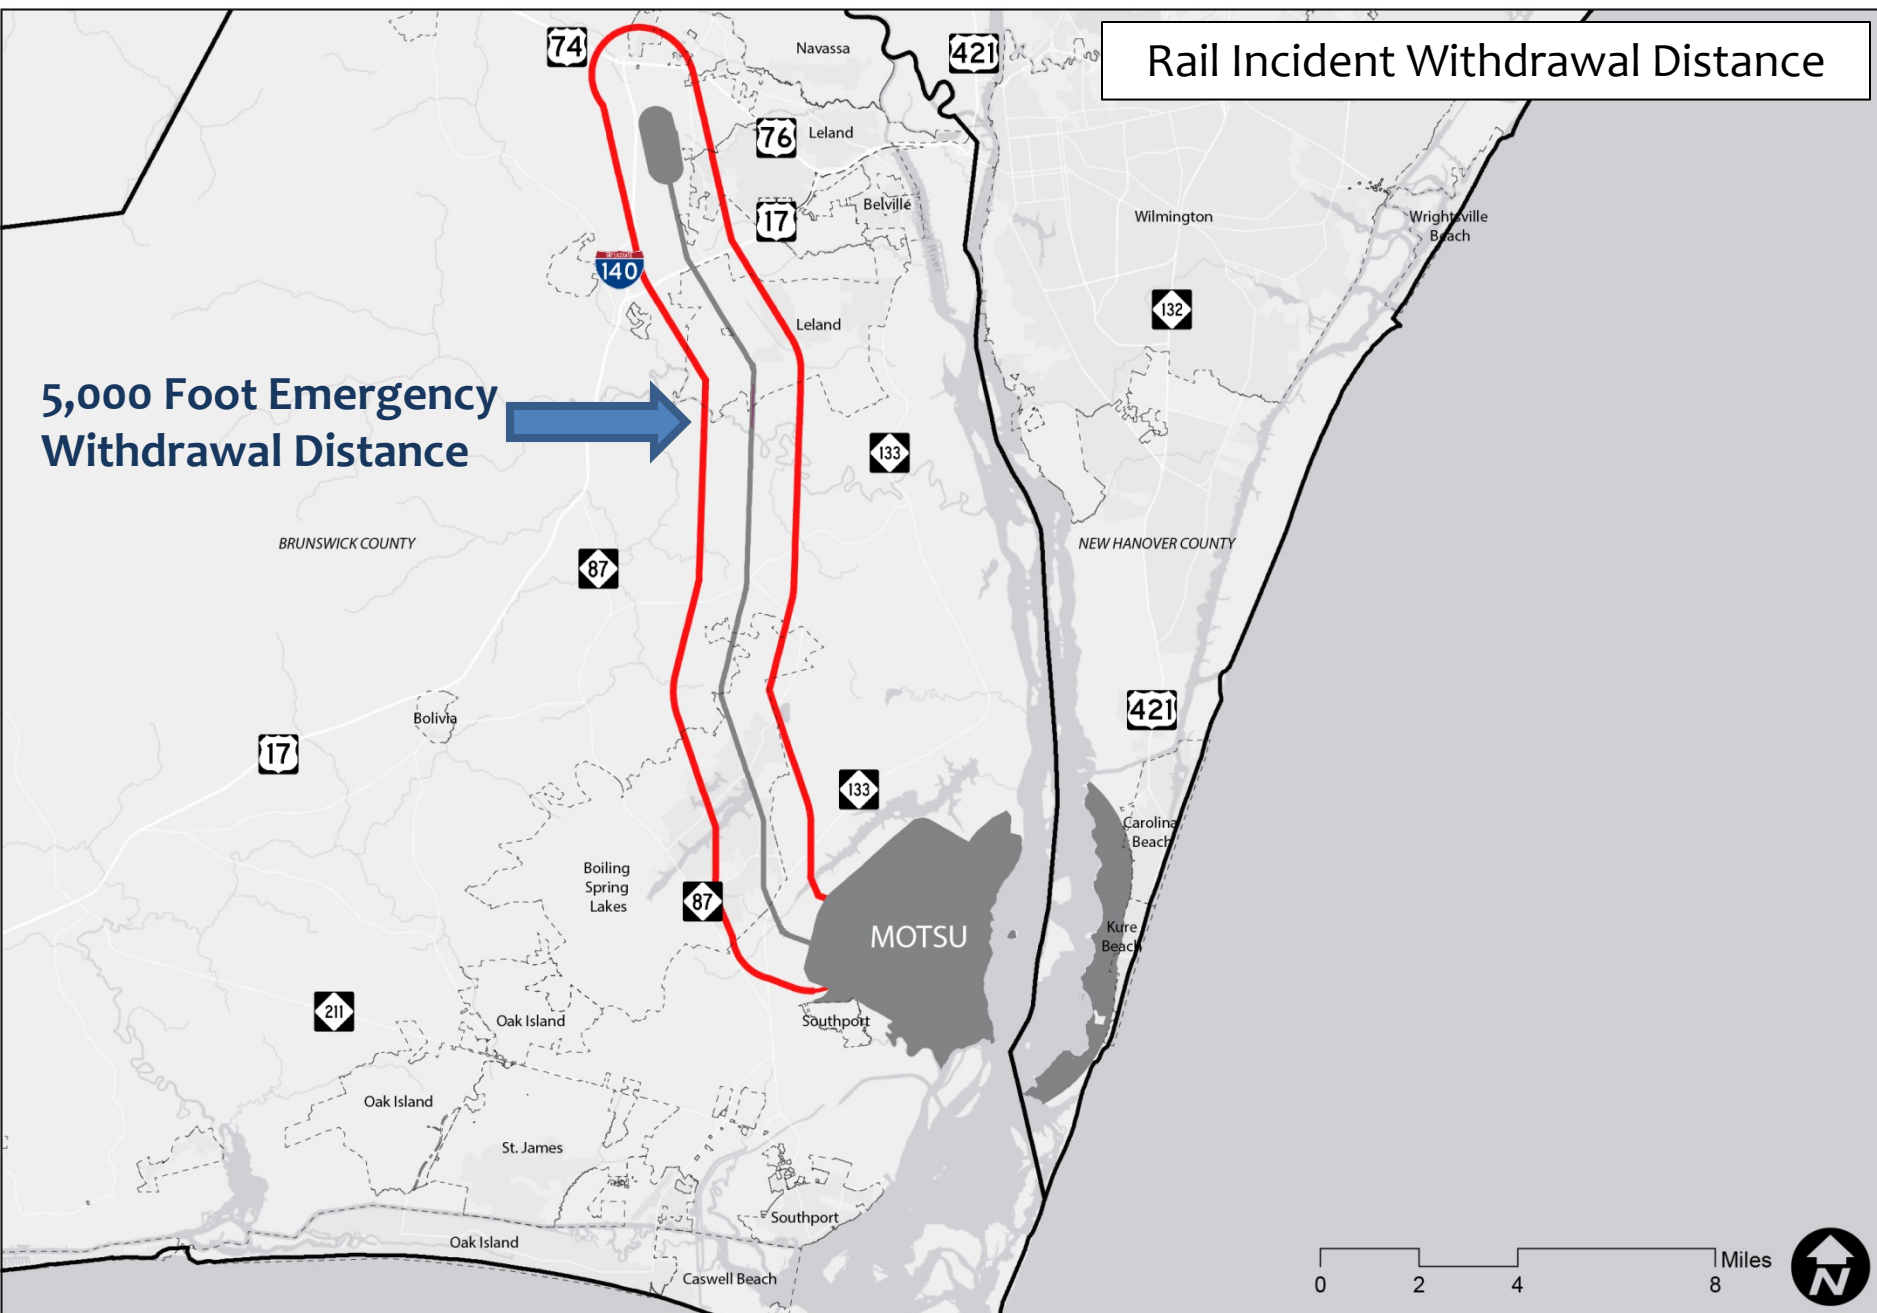 Rail Incident Withdrawal Distance
74
Navassa
421
76
Leland
17
Belville
River
Wilmington
Wrightsville
Beach
INTERSTATE
140
132
Leland
5,000 Foot Emergency
Withdrawal Distance
133
BRUNSWICK COUNTY
NEW HANOVER COUNTY
87
Bolivia
17
421
133
Carolina
Beach
Boiling
Spring
Lakes
87
MOTSU
Kure
Beach
211
Oak Island
Southport
Oak Island
St. James
Southport
Oak Island
Caswell Beach
Miles
0 2 4 8
N